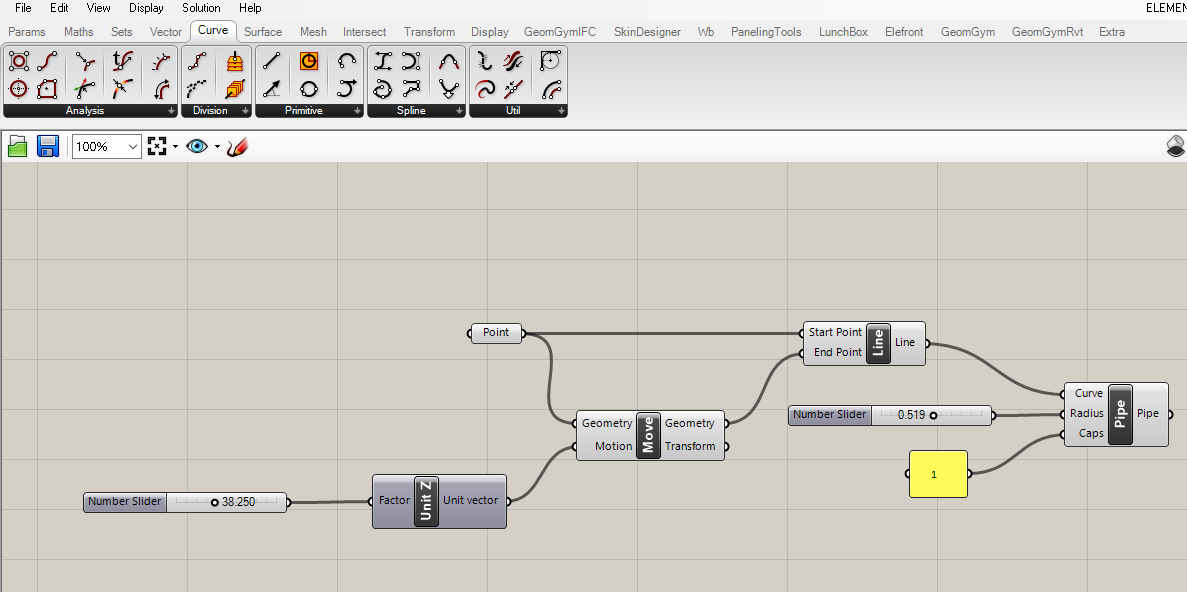 File Edit View Display Solution Help ELEMEN
Params Maths Sets Vector Curve Surface Mesh Intersect Transform Display GeomGymIFC SkinDesigner Wb PanelingTools LunchBox Elefront GeomGym GeomGymRvt Extra
Analysis Division Primitive Spline Util
100%
Point
Start Point Line Line
End Point
Curve Pipe Pipe
Radius
Caps
Number Slider 0.519
Geometry Move Geometry
Motion Transform
1
Number Slider 38.250
Factor Unit Z Unit vector